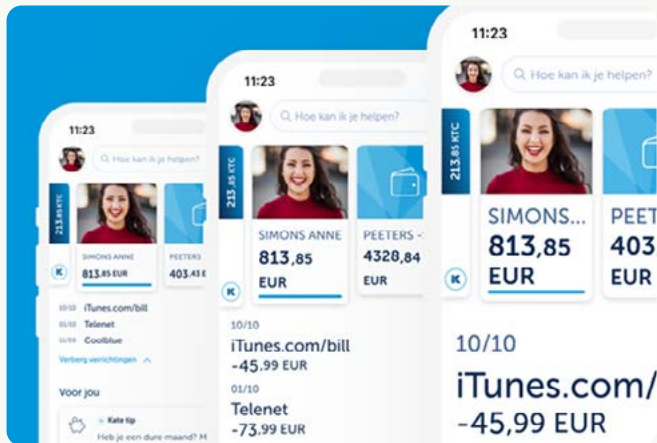 11:23
Hoe kan ik je helpen?
213,85 KTC
SIMONS ANNE
813,85 EUR
PEETERS
403,43 E
K
10/10 iTunes.com/bill
01/10 Telenet
Coolblue
Verberg verrichtingen
Voor jou
Kate tip
Heb je een dure maand? M
11:23
Hoe kan ik je helpen?
213,85 KTC
SIMONS ANNE
813,85
EUR
PEETERS -
4328,84
EUR
K
10/10
iTunes.com/bill
-45,99 EUR
01/10
Telenet
-73,99 EUR
11:23
Hoe kan ik je helpen?
213,85 KTC
SIMONS...
813,85
EUR
PEET
403
EUR
K
10/10
iTunes.com/
-45,99 EUR